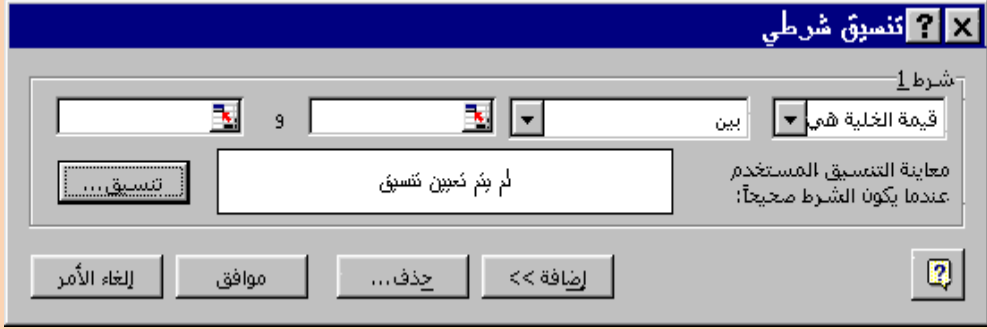 تنسيق شرطي
شرط 1
قيمة الخلية هي بين و
معاينة التنسيق المستخدم
عندما يكون الشرط صحيحاً:
لم يتم تعيين تنسيق
تنسيق...
إضافة >> حذف... موافق إلغاء الأمر